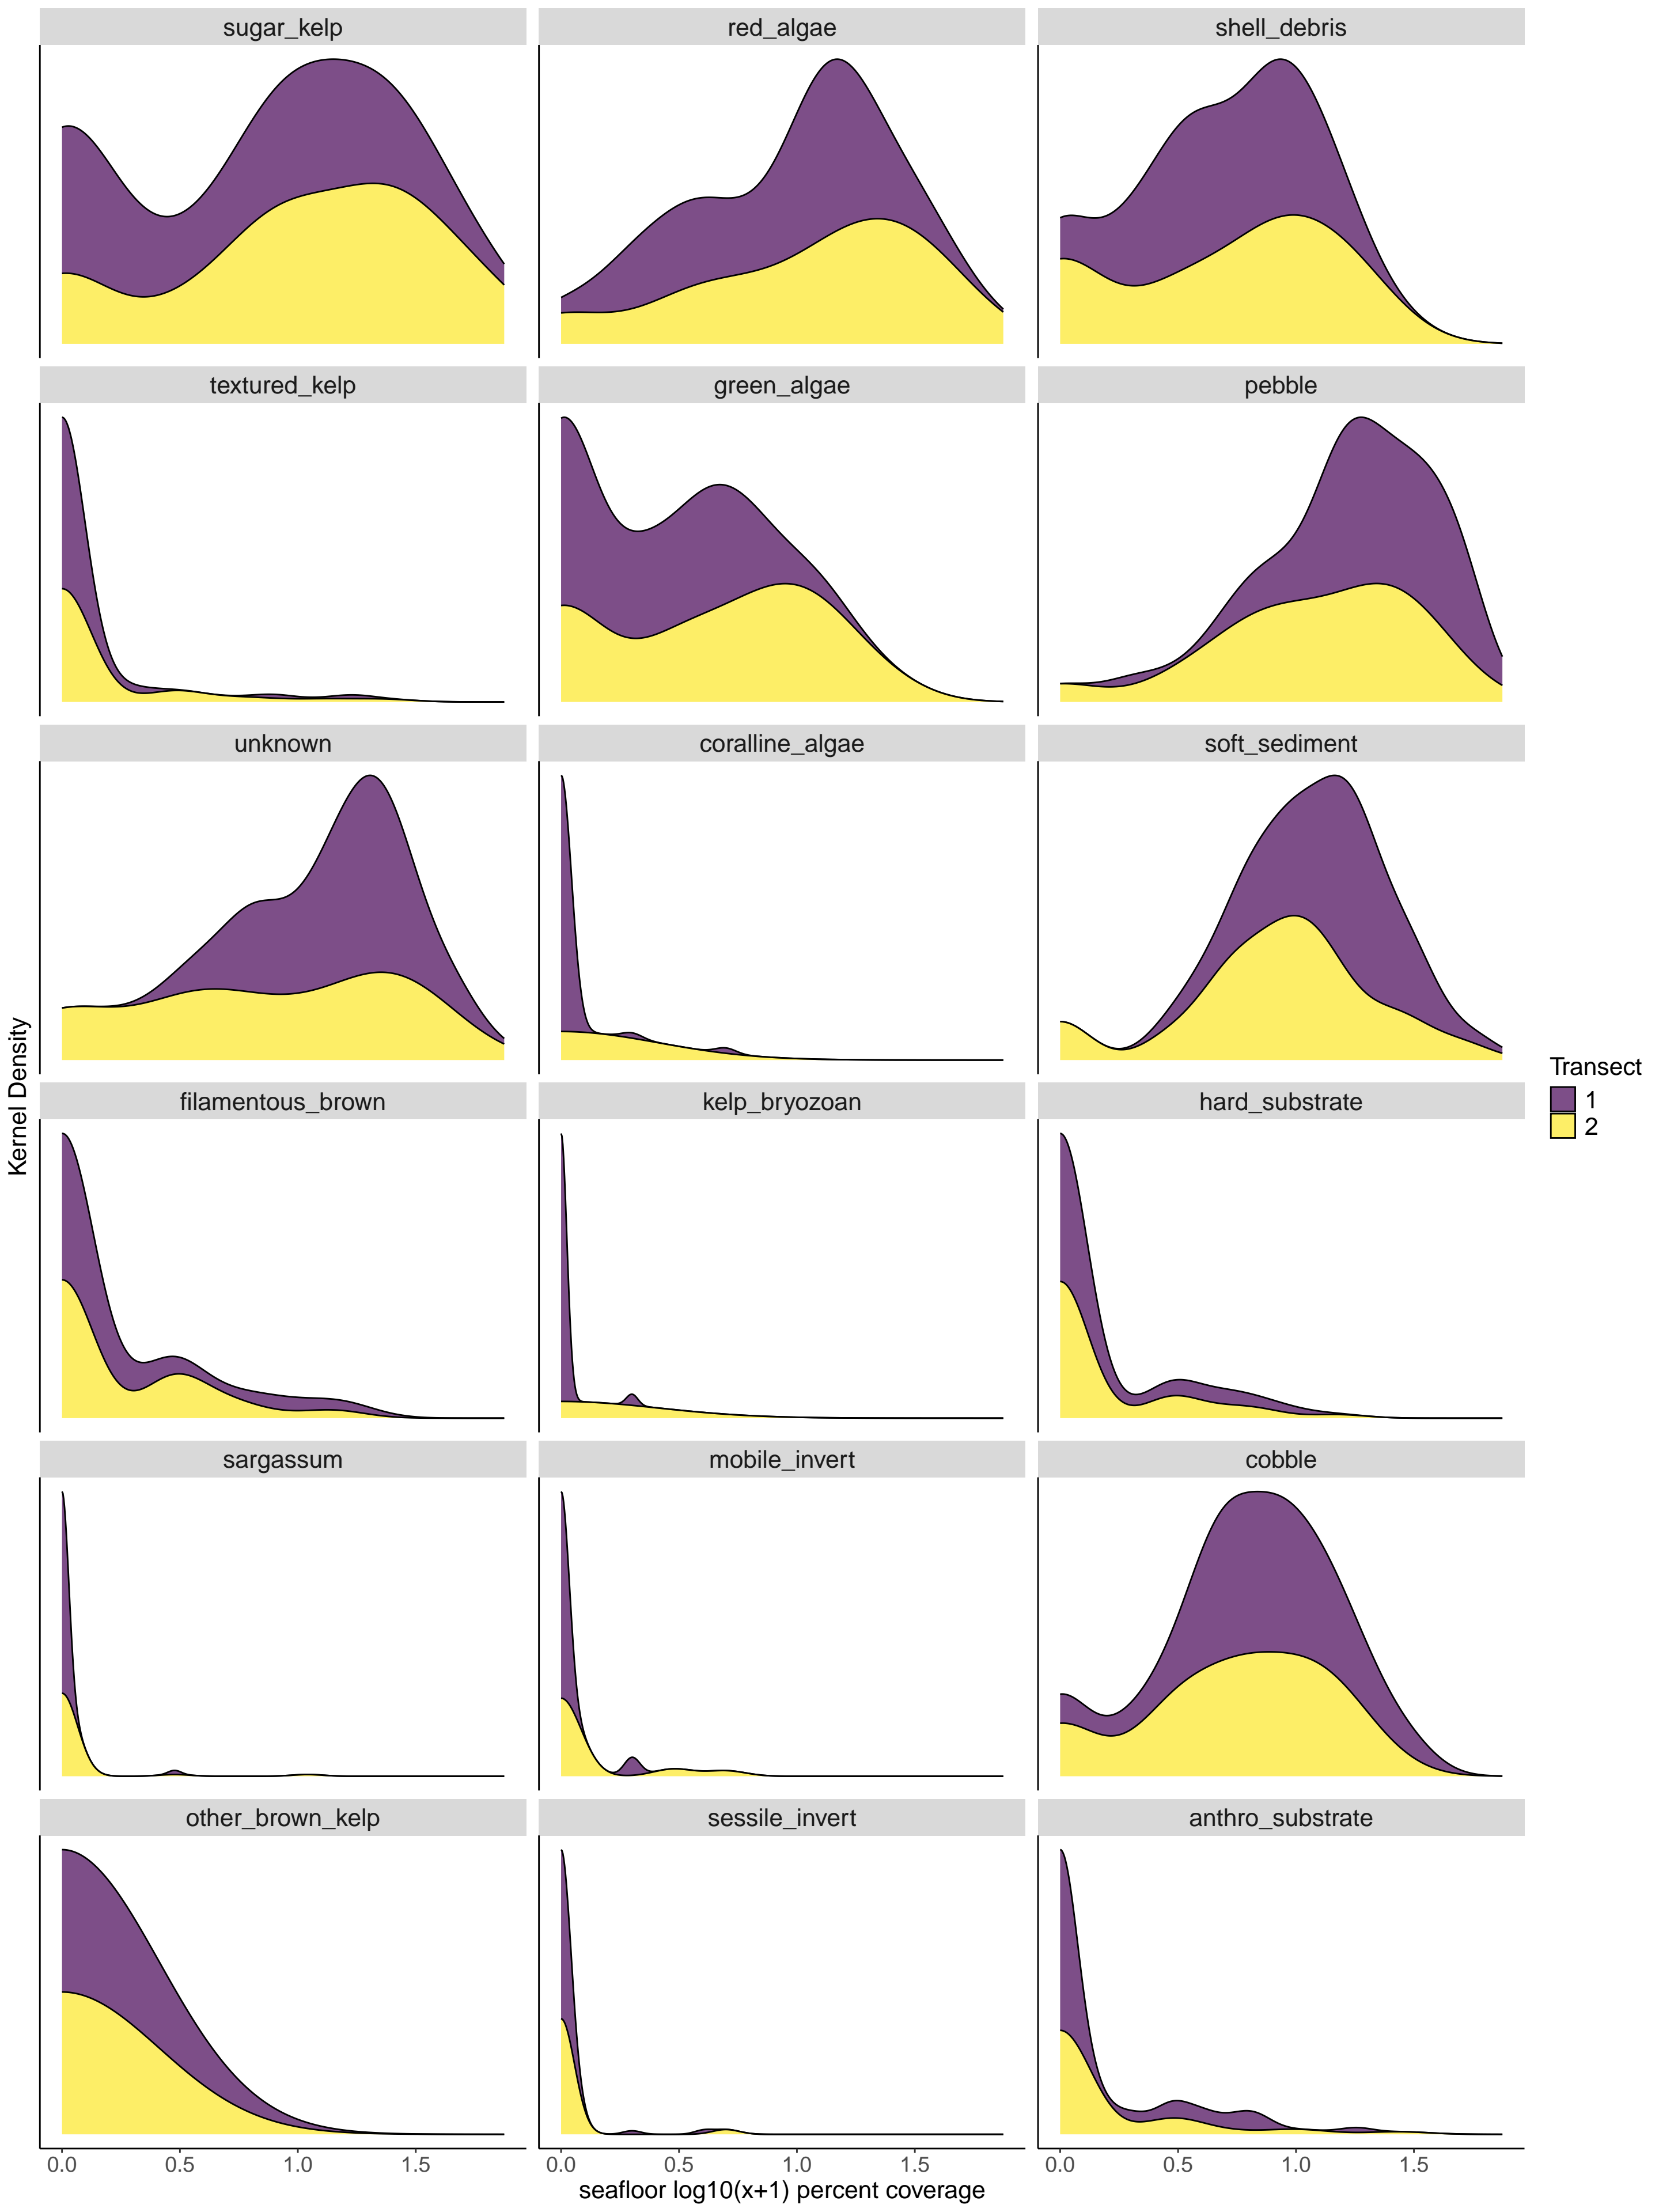 sugar_kelp
red_algae
shell_debris
textured_kelp
green_algae
pebble
unknown
coralline_algae
soft_sediment
filamentous_brown
kelp_bryozoan
hard_substrate
sargassum
mobile_invert
cobble
other_brown_kelp
sessile_invert
anthro_substrate
Kernel Density
Transect
1
2
0.0 0.5 1.0 1.5
0.0 0.5 1.0 1.5
0.0 0.5 1.0 1.5
seafloor log10(x+1) percent coverage